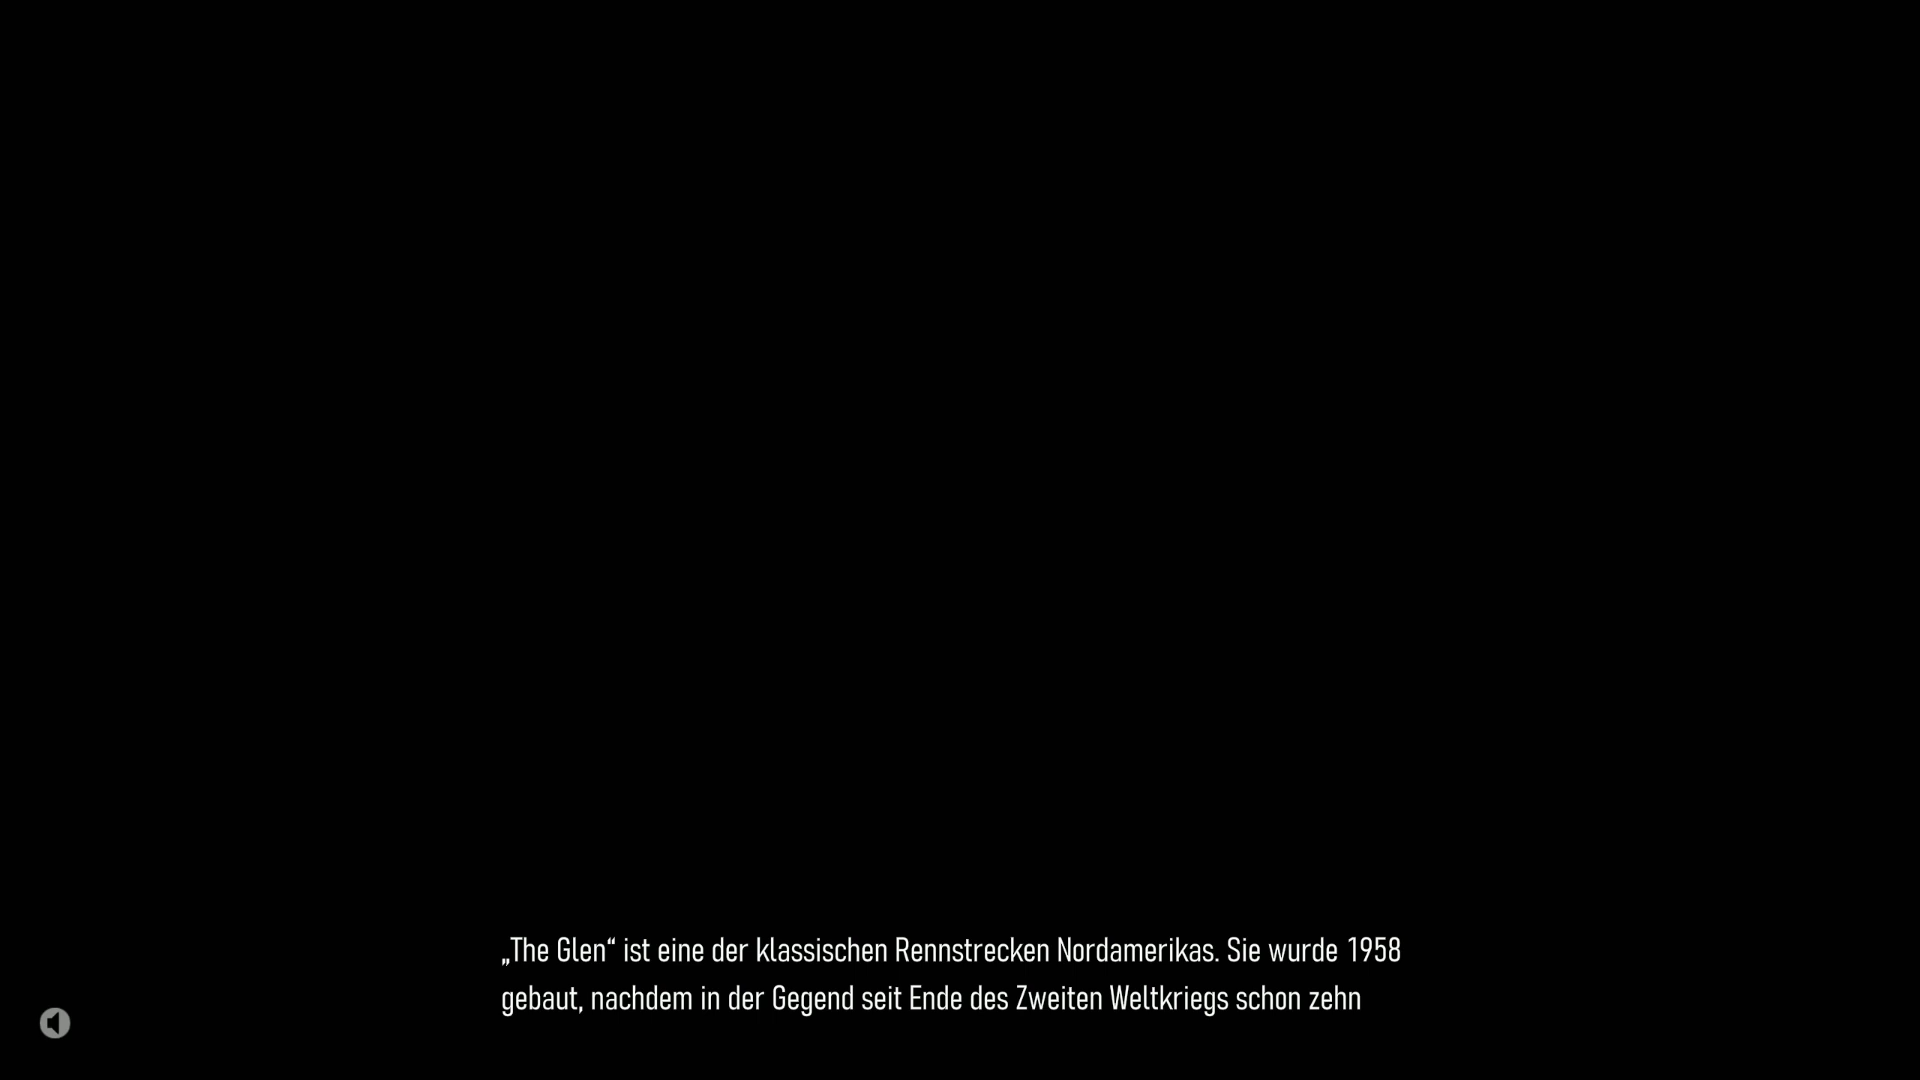 „The Glen“ ist eine der klassischen Rennstrecken Nordamerikas. Sie wurde 1958
gebaut, nachdem in der Gegend seit Ende des Zweiten Weltkriegs schon zehn